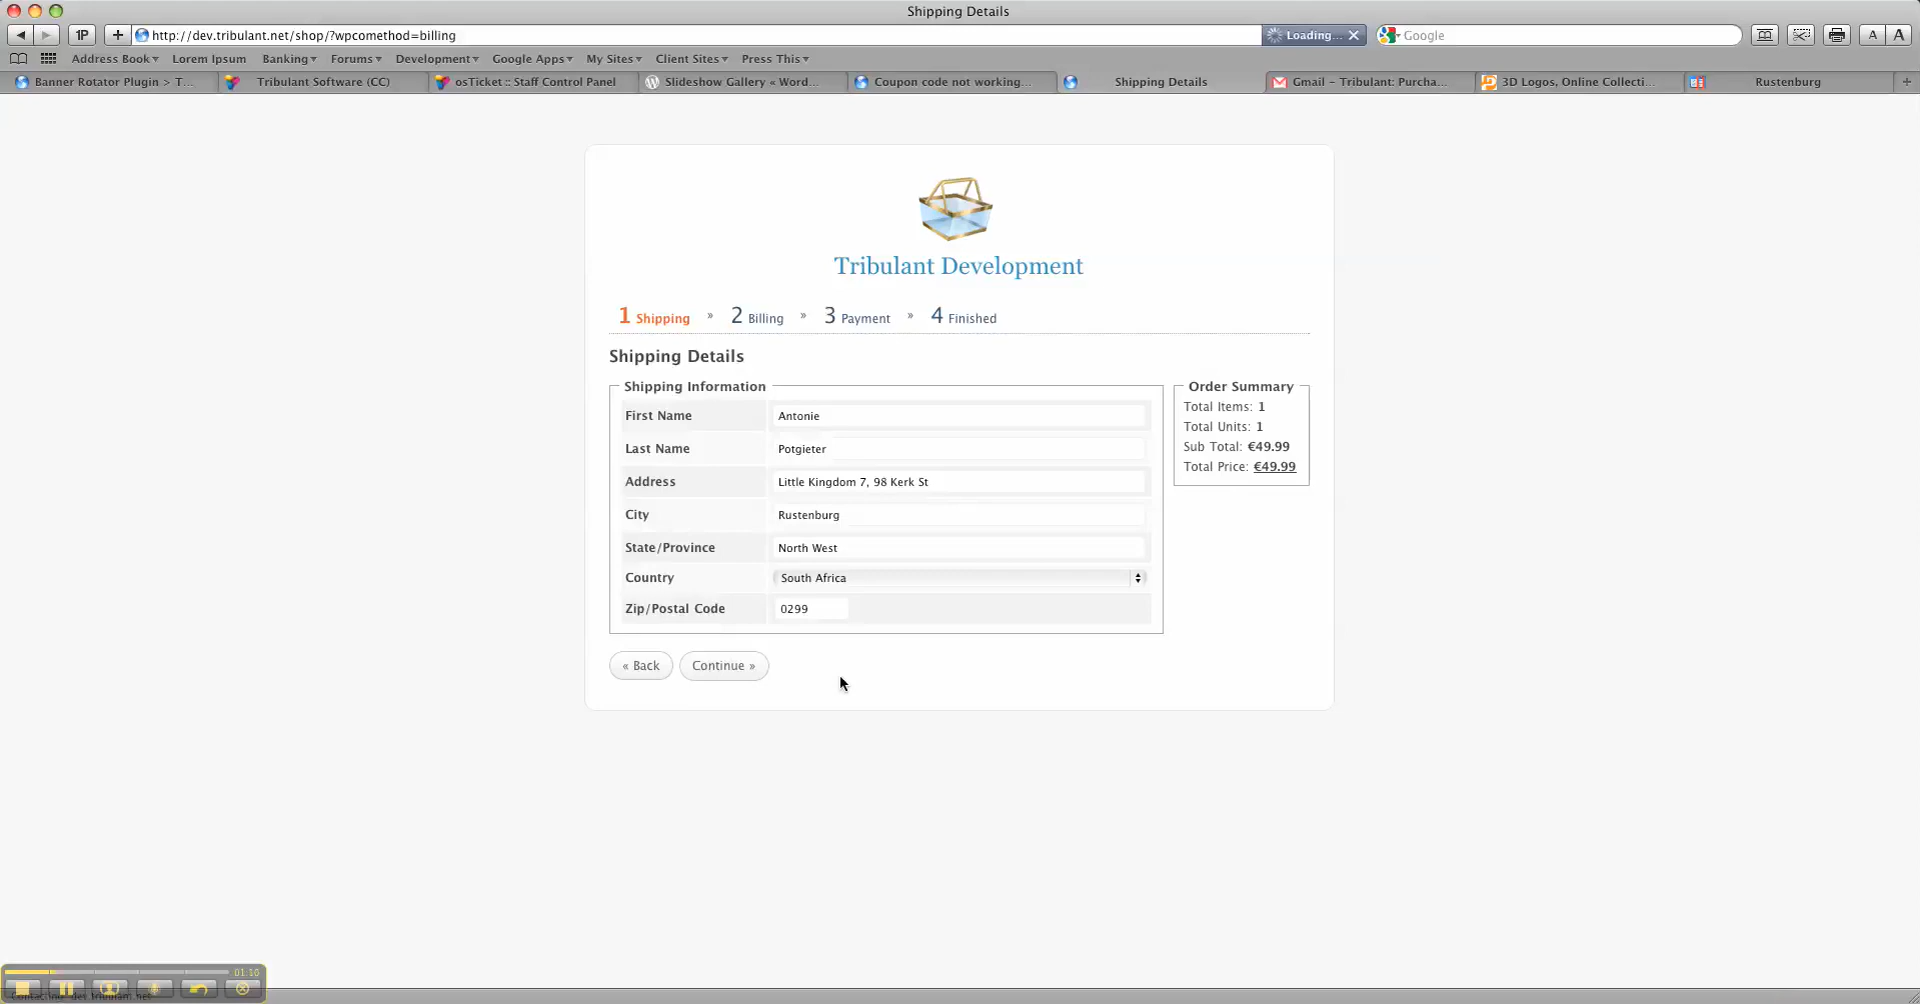 Shipping Details
1P
+
http://dev.tribulant.net/shop/?wpcomethod=billing
Loading...
Google
A
A
Address Book
Lorem Ipsum
Banking
Forums
Development
Google Apps
My Sites
Client Sites
Press This
Banner Rotator Plugin > T...
Tribulant Software (CC)
osTicket :: Staff Control Panel
Slideshow Gallery « Word...
Coupon code not working...
Shipping Details
Gmail – Tribulant: Purcha...
3D Logos, Online Collecti...
Rustenburg
+
Tribulant Development
1 Shipping » 2 Billing » 3 Payment » 4 Finished
Shipping Details
Shipping Information
First Name Antonie
Last Name Potgieter
Address Little Kingdom 7, 98 Kerk St
City Rustenburg
State/Province North West
Country South Africa
Zip/Postal Code 0299
Order Summary
Total Items: 1
Total Units: 1
Sub Total: €49.99
Total Price: €49.99
« Back
Continue »
01:10